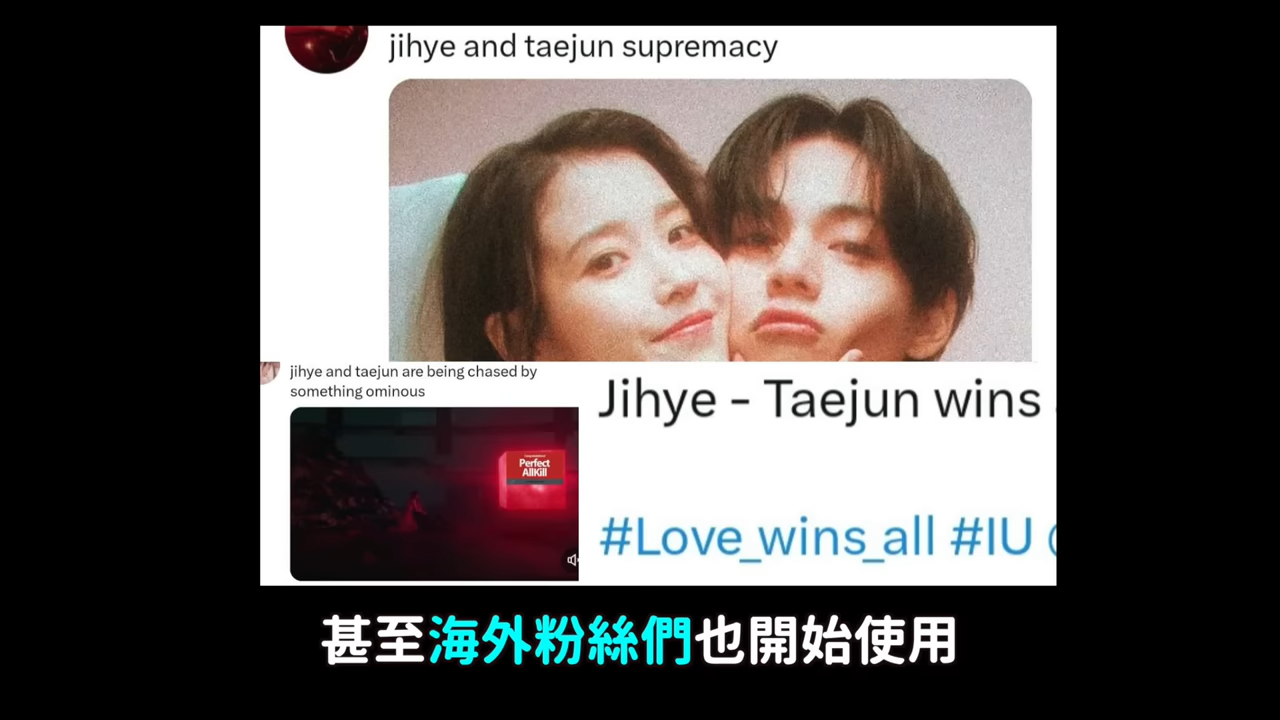 jihye and taejun supremacy
jihye and taejun are being chased by
something ominous
Perfect
AllKill
Jihye - Taejun wins
#Love_wins_all #IU
甚至海外粉絲們也開始使用